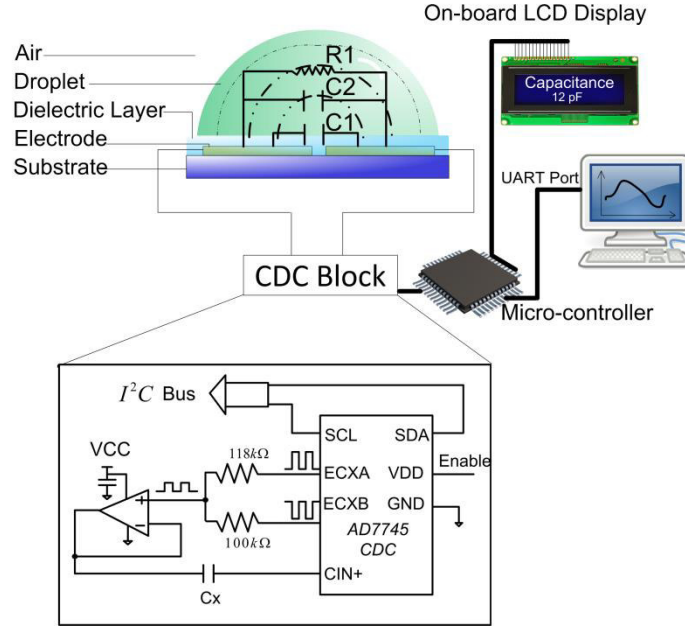 On-board LCD Display
Air
Droplet
Dielectric Layer
Electrode
Substrate
R1
C2
C1
Capacitance
12 pF
UART Port
CDC Block
Micro-controller
I²C Bus
VCC
118kΩ
100kΩ
SCL
SDA
ECXA
VDD
Enable
ECXB
GND
AD7745
CDC
CIN+
Cx
+
−